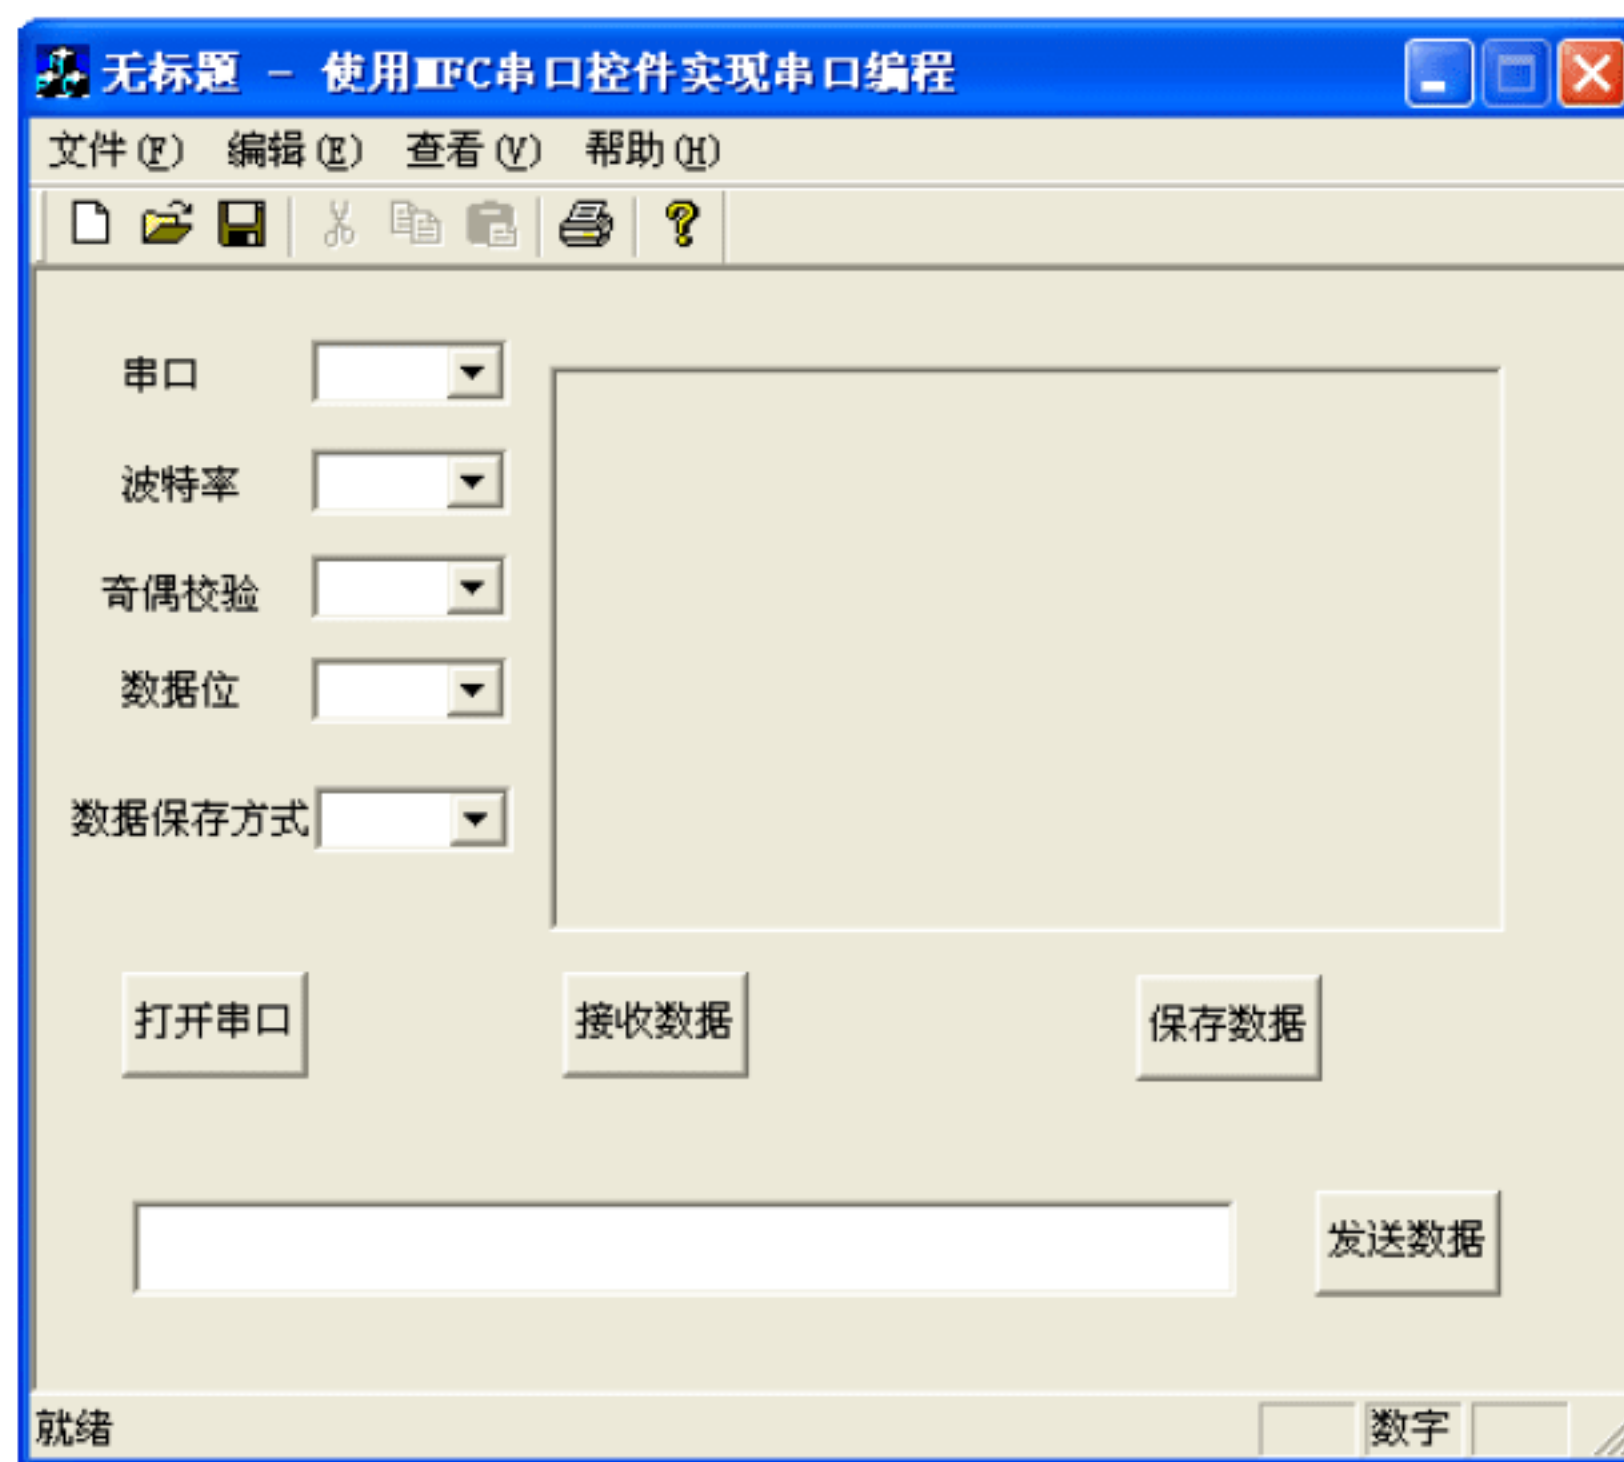 无标题 - 使用MFC串口控件实现串口编程
文件(F) 编辑(E) 查看(V) 帮助(H)
串口
波特率
奇偶校验
数据位
数据保存方式
打开串口 接收数据 保存数据
发送数据
就绪 数字